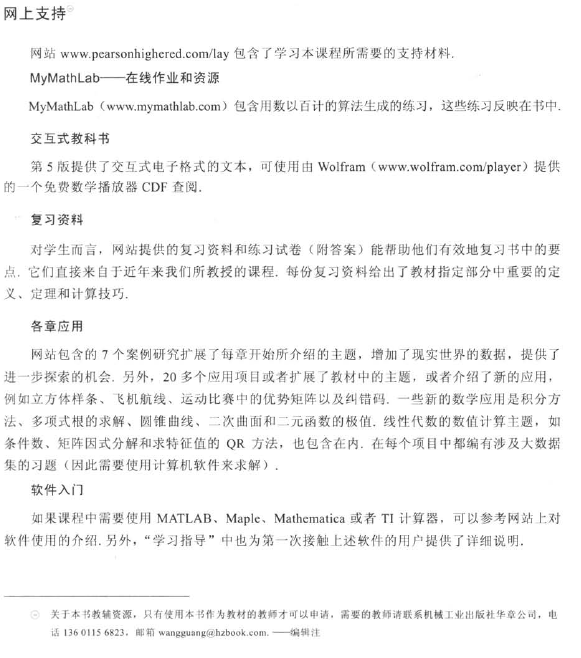 网上支持㊀
网站 www.pearsonhighered.com/lay 包含了学习本课程所需要的支持材料.
MyMathLab——在线作业和资源
MyMathLab（www.mymathlab.com）包含用数以百计的算法生成的练习，这些练习反映在书中.
交互式教科书
第 5 版提供了交互式电子格式的文本，可使用由 Wolfram（www.wolfram.com/player）提供
的一个免费数学播放器 CDF 查阅.
复习资料
对学生而言，网站提供的复习资料和练习试卷（附答案）能帮助他们有效地复习书中的要
点. 它们直接来自于近年来我们所教授的课程. 每份复习资料给出了教材指定部分中重要的定
义、定理和计算技巧.
各章应用
网站包含的 7 个案例研究扩展了每章开始所介绍的主题，增加了现实世界的数据，提供了
进一步探索的机会. 另外，20 多个应用项目或者扩展了教材中的主题，或者介绍了新的应用，
例如立方体样条、飞机航线、运动比赛中的优势矩阵以及纠错码. 一些新的数学应用是积分方
法、多项式根的求解、圆锥曲线、二次曲面和二元函数的极值. 线性代数的数值计算主题，如
条件数、矩阵因式分解和求特征值的 QR 方法，也包含在内. 在每个项目中都编有涉及大数据
集的习题（因此需要使用计算机软件来求解）.
软件入门
如果课程中需要使用 MATLAB、Maple、Mathematica 或者 TI 计算器，可以参考网站上对
软件使用的介绍. 另外，“学习指导”中也为第一次接触上述软件的用户提供了详细说明.
㊀ 关于本书教辅资源，只有使用本书作为教材的教师才可以申请，需要的教师请联系机械工业出版社华章公司，电
话 136 0115 6823，邮箱 wangguang@hzbook.com. ——编辑注